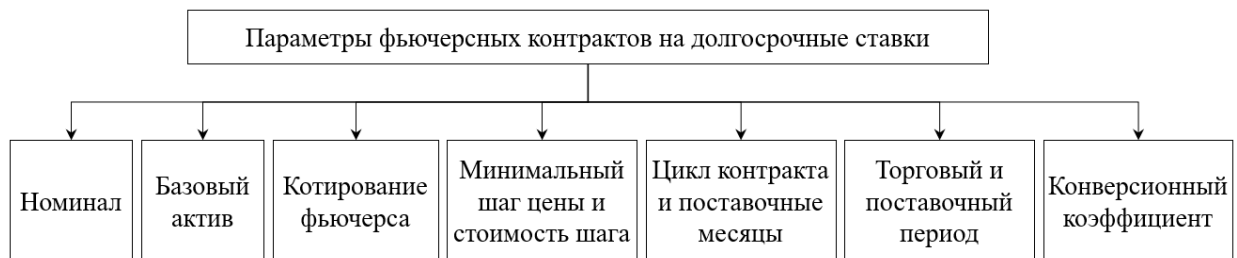 Параметры фьючерсных контрактов на долгосрочные ставки
Номинал
Базовый
актив
Котирование
фьючерса
Минимальный
шаг цены и
стоимость шага
Цикл контракта
и поставочные
месяцы
Торговый и
поставочный
период
Конверсионный
коэффициент